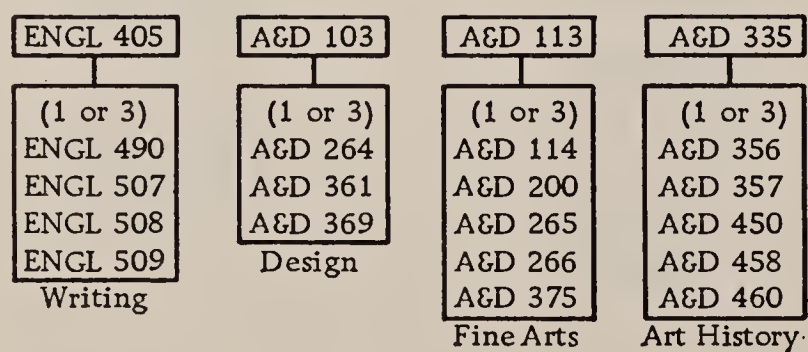 ENGL 405
(1 or 3)
ENGL 490
ENGL 507
ENGL 508
ENGL 509
Writing
A&D 103
(1 or 3)
A&D 264
A&D 361
A&D 369
Design
A&D 113
(1 or 3)
A&D 114
A&D 200
A&D 265
A&D 266
A&D 375
Fine Arts
A&D 335
(1 or 3)
A&D 356
A&D 357
A&D 450
A&D 458
A&D 460
Art History